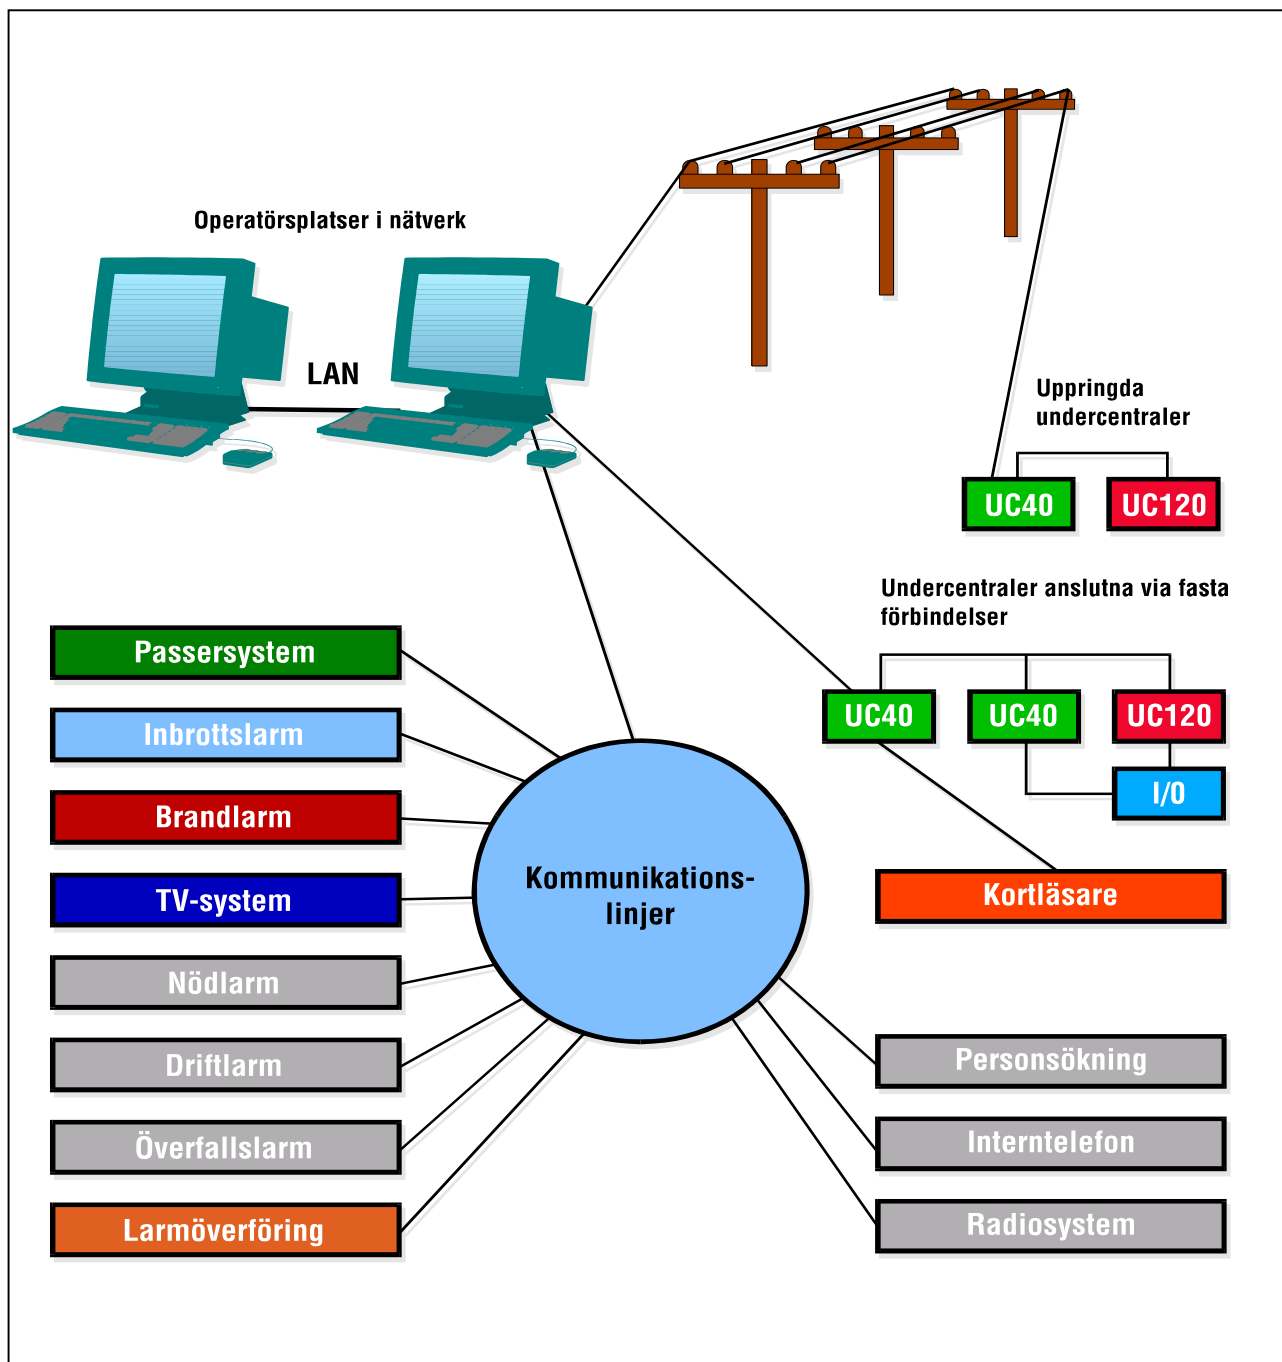 Operatörsplatser i nätverk
LAN
Uppringda
undercentraler
UC40
UC120
Undercentraler anslutna via fasta
förbindelser
UC40
UC40
UC120
I/O
Kortläsare
Passersystem
Inbrottslarm
Brandlarm
TV-system
Nödlarm
Driftlarm
Överfallslarm
Larmöverföring
Kommunikations-
linjer
Personsökning
Interntelefon
Radiosystem